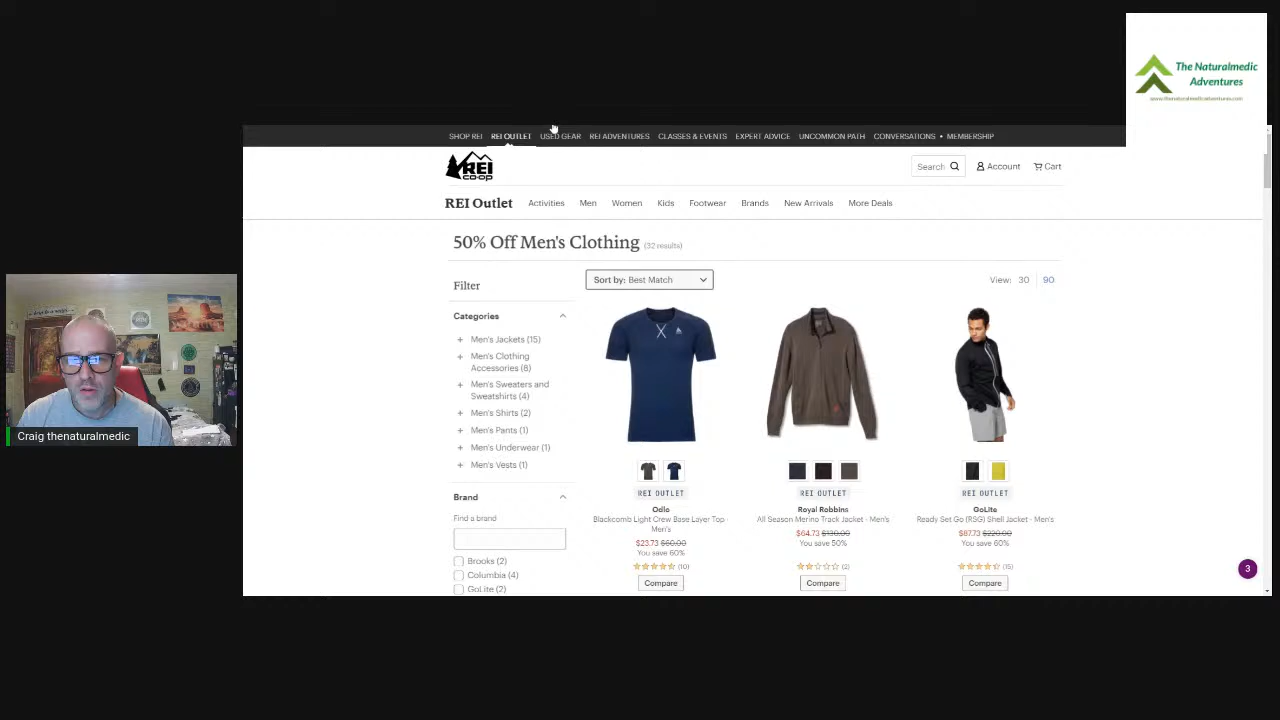 The Naturalmedic
Adventures
www.thenaturalmedicadventures.com
SHOP REI REI OUTLET USED GEAR REI ADVENTURES CLASSES & EVENTS EXPERT ADVICE UNCOMMON PATH CONVERSATIONS • MEMBERSHIP
REI
CO·OP
Search
Account
Cart
REI Outlet Activities Men Women Kids Footwear Brands New Arrivals More Deals
50% Off Men's Clothing (32 results)
Filter
Sort by: Best Match
View: 30 90
Categories
+ Men's Jackets (15)
+ Men's Clothing
Accessories (8)
+ Men's Sweaters and
Sweatshirts (4)
+ Men's Shirts (2)
+ Men's Pants (1)
+ Men's Underwear (1)
+ Men's Vests (1)
Brand
Find a brand
Brooks (2)
Columbia (4)
GoLite (2)
REI OUTLET
Odlo
Blackcomb Light Crew Base Layer Top -
Men's
$23.73 $60.00
You save 60%
(10)
Compare
REI OUTLET
Royal Robbins
All Season Merino Track Jacket - Men's
$64.73 $130.00
You save 50%
(2)
Compare
REI OUTLET
GoLite
Ready Set Go (RSG) Shell Jacket - Men's
$87.73 $220.00
You save 60%
(15)
Compare
3
Craig thenaturalmedic